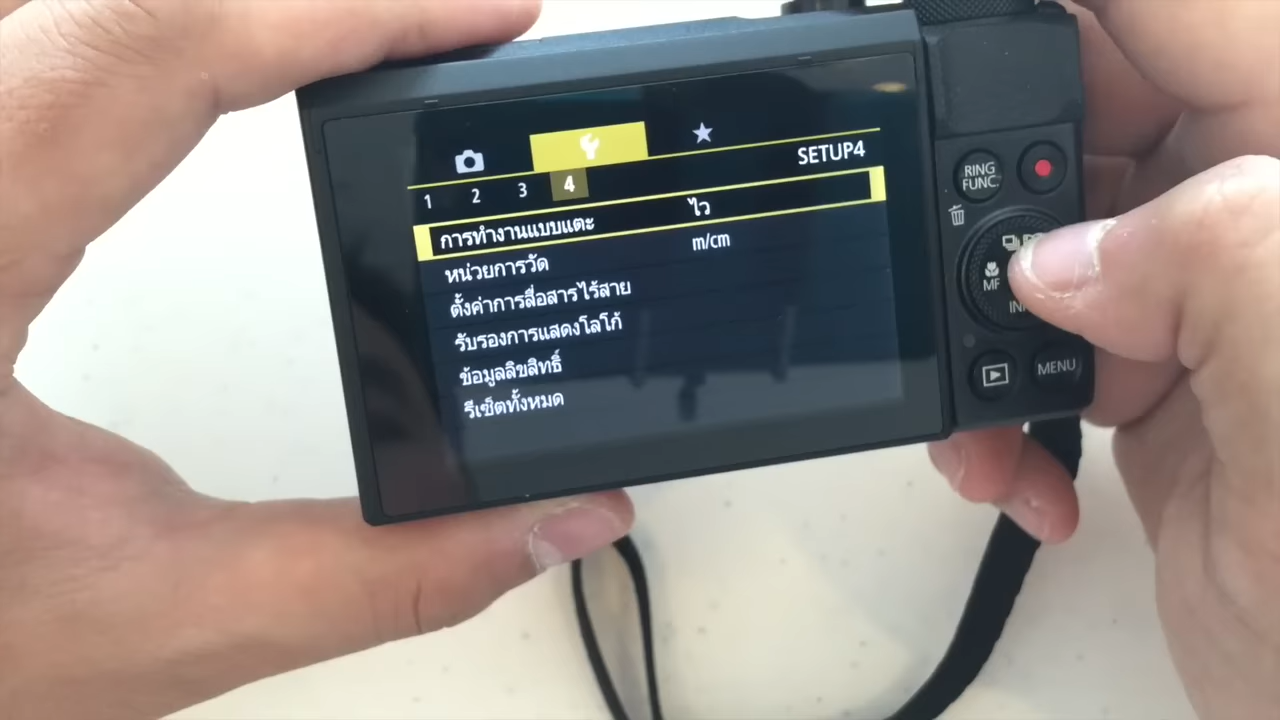 SETUP4
1 2 3 4
การทำงานแบบแตะ ไว
หน่วยการวัด m/cm
ตั้งค่าการสื่อสารไร้สาย
รับรองการแสดงโลโก้
ข้อมูลลิขสิทธิ์
รีเซ็ตทั้งหมด
RING
FUNC.
MF
MENU